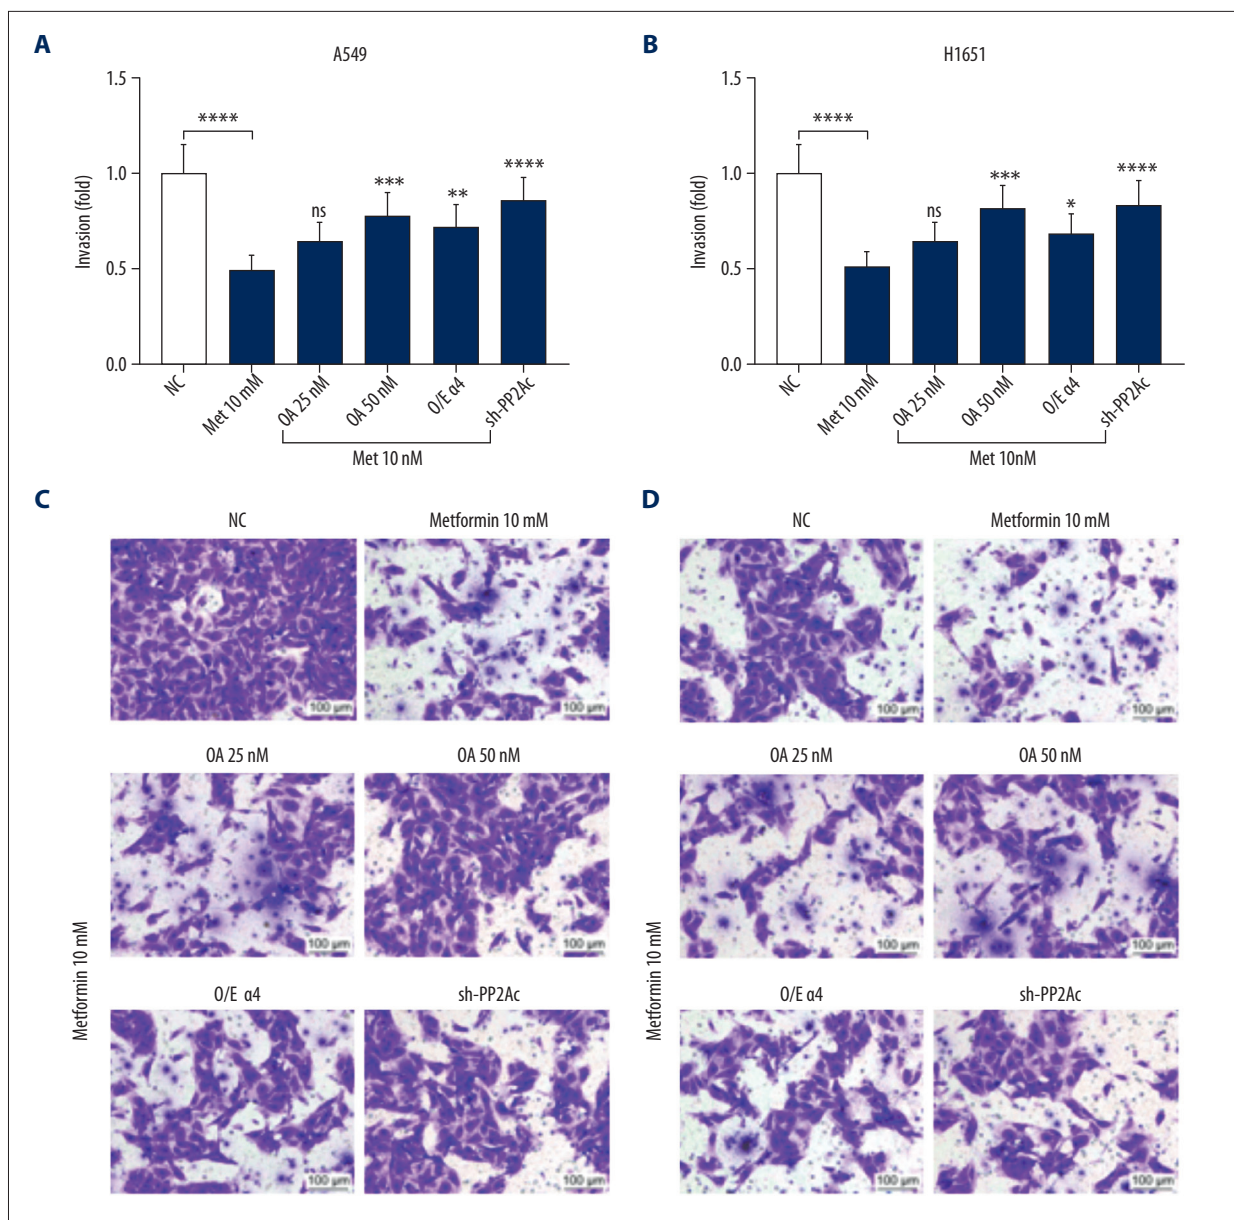 A
A549
1.5
1.0
0.5
0.0
Invasion (fold)
****
ns
***
**
****
NC
Met 10 mM
OA 25 nM
OA 50 nM
O/E α4
sh-PP2Ac
Met 10 nM
B
H1651
1.5
1.0
0.5
0.0
Invasion (fold)
****
ns
***
*
****
NC
Met 10 mM
OA 25 nM
OA 50 nM
O/E α4
sh-PP2Ac
Met 10nM
C
NC
Metformin 10 mM
100 µm
100 µm
OA 25 nM
OA 50 nM
100 µm
100 µm
Metformin 10 mM
O/E α4
sh-PP2Ac
100 µm
100 µm
D
NC
Metformin 10 mM
100 µm
100 µm
OA 25 nM
OA 50 nM
100 µm
100 µm
Metformin 10 mM
O/E α4
sh-PP2Ac
100 µm
100 µm